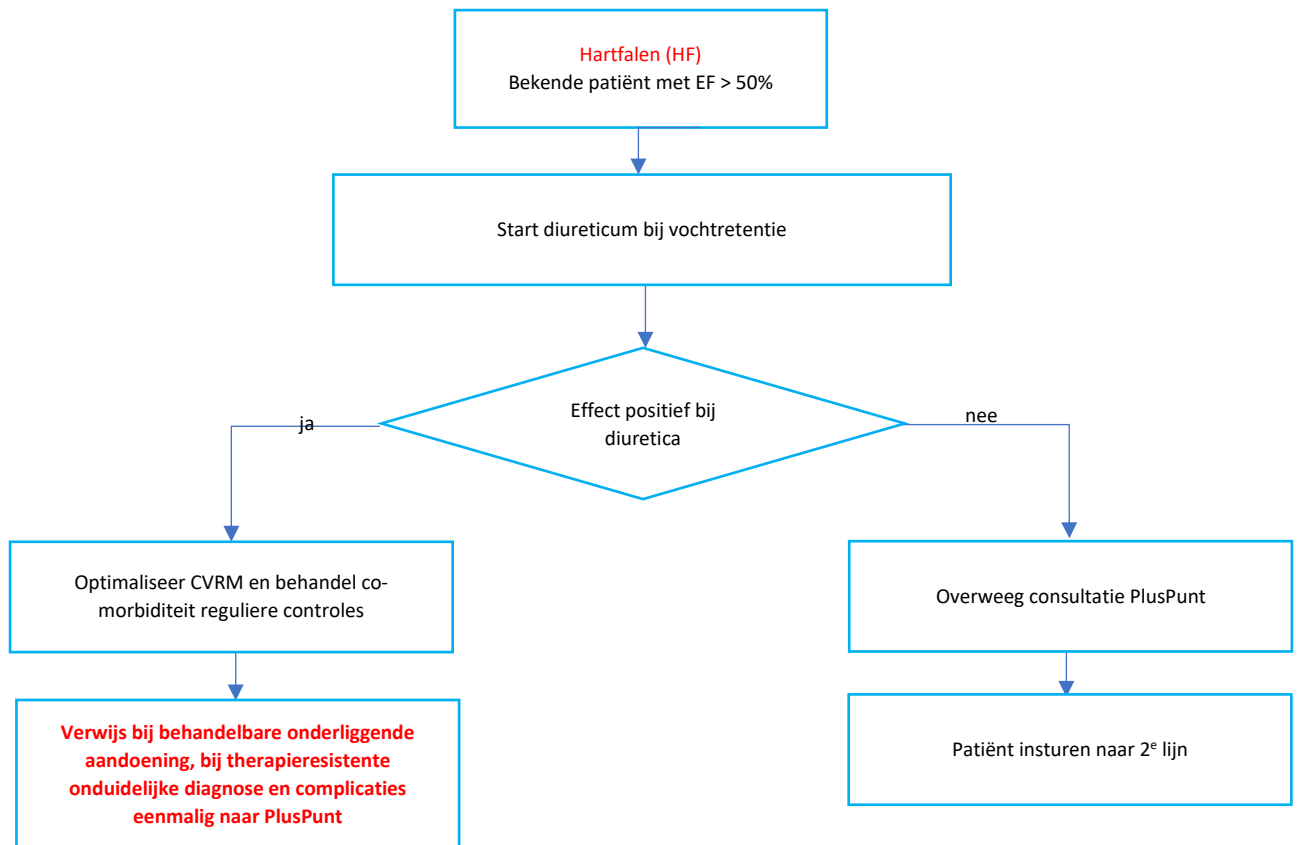 Hartfalen (HF)
Bekende patiënt met EF > 50%
Start diureticum bij vochtretentie
Effect positief bij
diuretica
ja
nee
Optimaliseer CVRM en behandel co-
morbiditeit reguliere controles
Overweeg consultatie PlusPunt
Verwijs bij behandelbare onderliggende
aandoening, bij therapieresistente
onduidelijke diagnose en complicaties
eenmalig naar PlusPunt
Patiënt insturen naar 2ᵉ lijn